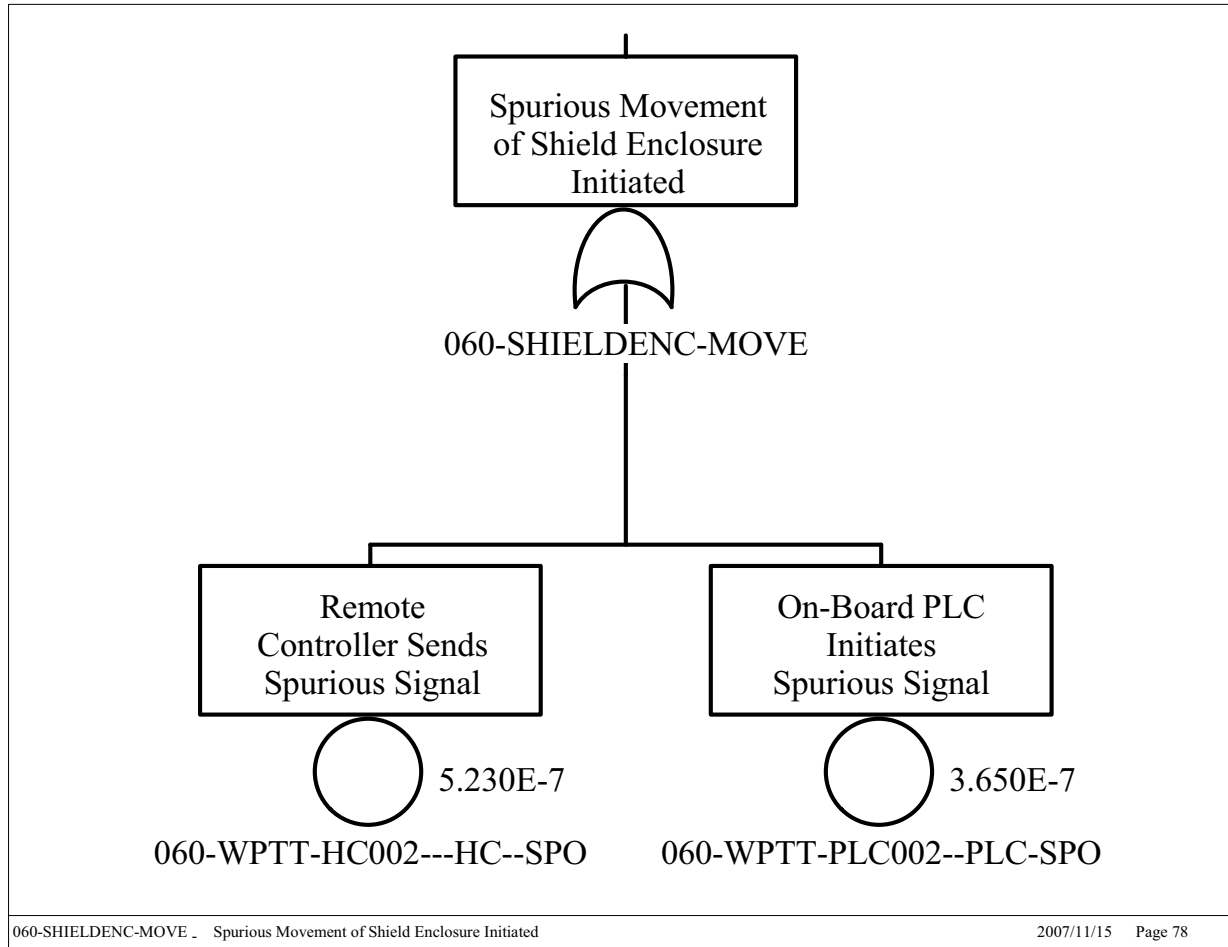 Spurious Movement
of Shield Enclosure
Initiated
060-SHIELDENC-MOVE
Remote
Controller Sends
Spurious Signal
5.230E-7
060-WPTT-HC002---HC--SPO
On-Board PLC
Initiates
Spurious Signal
3.650E-7
060-WPTT-PLC002--PLC-SPO
060-SHIELDENC-MOVE - Spurious Movement of Shield Enclosure Initiated 2007/11/15 Page 78